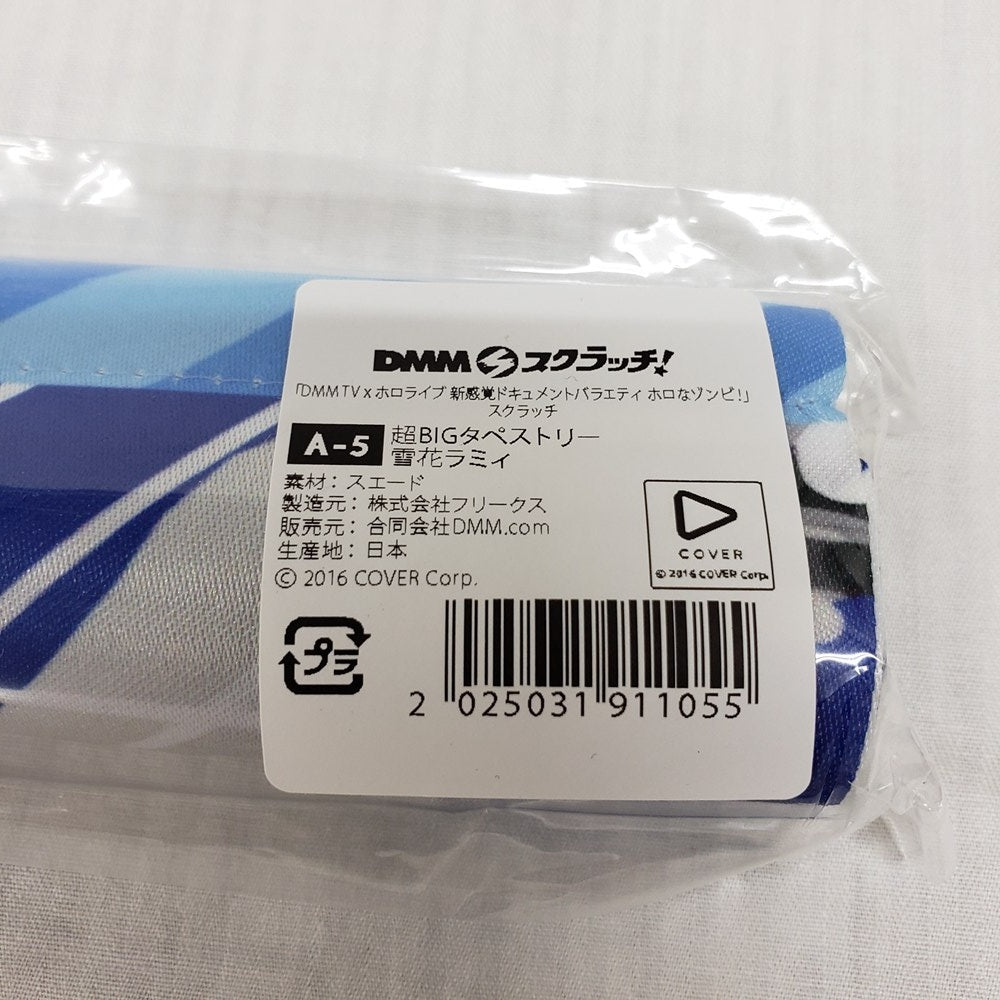 DMMスクラッチ!
「DMM TV x ホロライブ 新感覚ドキュメントバラエティ ホロなゾンビ!」
スクラッチ
A-5 超BIGタペストリー
雪花ラミィ
素材：スエード
製造元：株式会社フリークス
販売元：合同会社DMM.com
生産地：日本
© 2016 COVER Corp.
COVER
© 2016 COVER Corp.
プラ
2 025031 911055